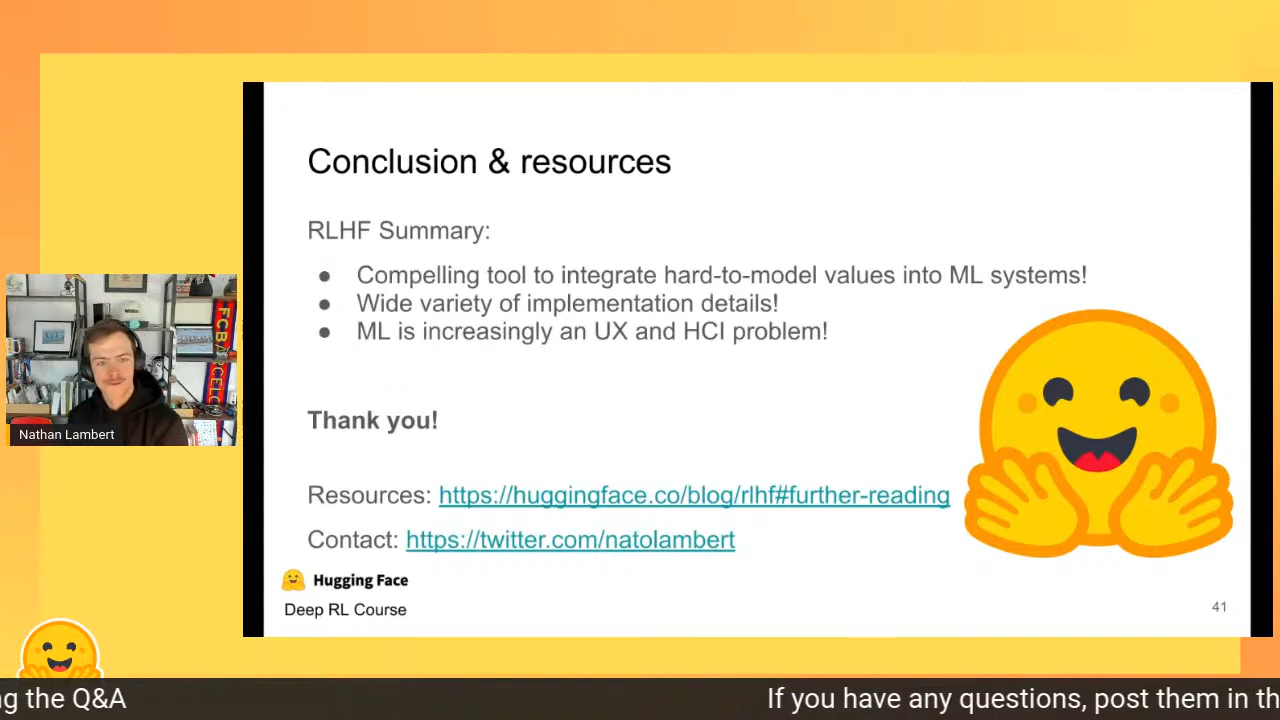 Conclusion & resources
RLHF Summary:
● Compelling tool to integrate hard-to-model values into ML systems!
● Wide variety of implementation details!
● ML is increasingly an UX and HCI problem!
Thank you!
Resources: https://huggingface.co/blog/rlhf#further-reading
Contact: https://twitter.com/natolambert
Hugging Face
Deep RL Course
41
Nathan Lambert
ng the Q&A
If you have any questions, post them in th